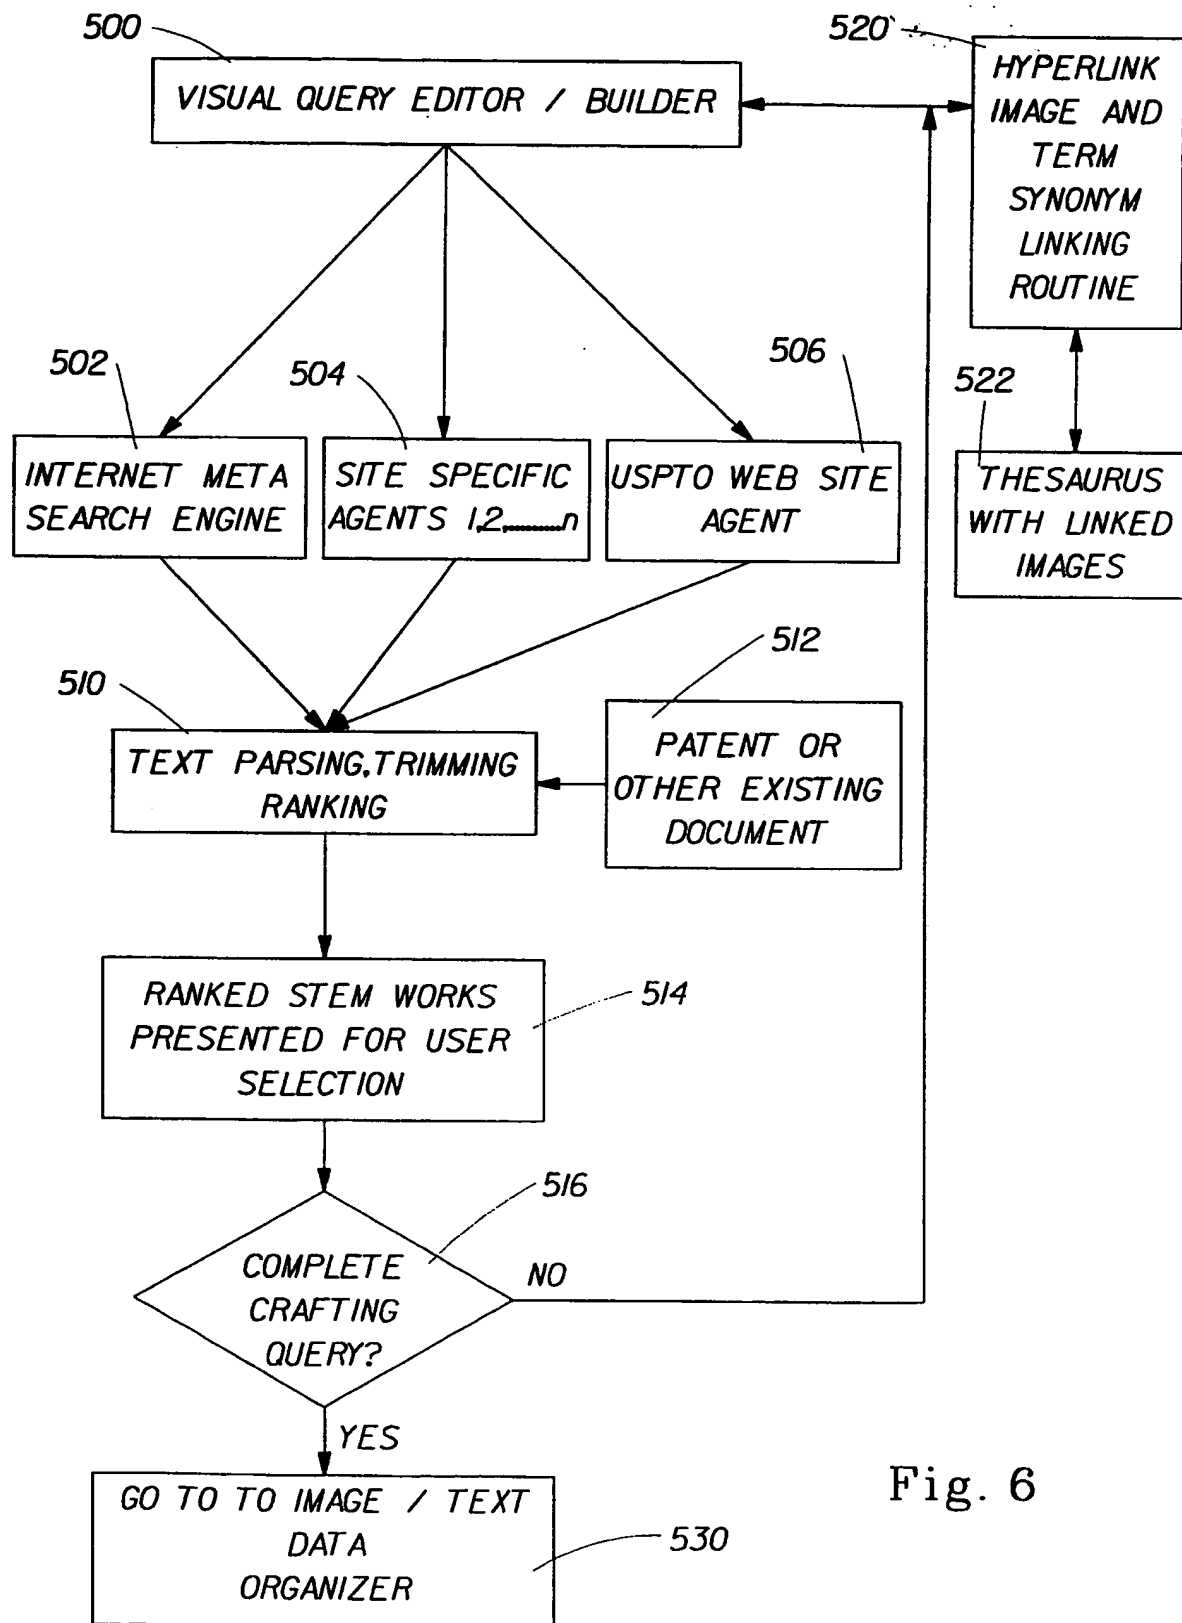 500
VISUAL QUERY EDITOR / BUILDER
520
HYPERLINK
IMAGE AND
TERM
SYNONYM
LINKING
ROUTINE
502
INTERNET META
SEARCH ENGINE
504
SITE SPECIFIC
AGENTS 1,2,..........n
506
USPTO WEB SITE
AGENT
522
THESAURUS
WITH LINKED
IMAGES
510
TEXT PARSING,TRIMMING
RANKING
512
PATENT OR
OTHER EXISTING
DOCUMENT
RANKED STEM WORKS
PRESENTED FOR USER
SELECTION
514
516
COMPLETE
CRAFTING
QUERY?
NO
YES
GO TO TO IMAGE / TEXT
DATA
ORGANIZER
530
Fig. 6